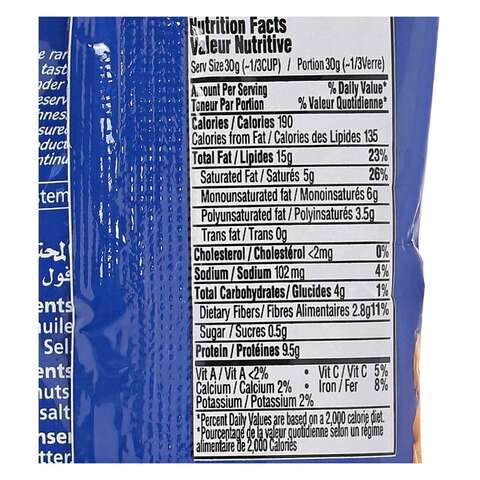 Nutrition Facts
Valeur Nutritive
Serv Size30g (~1/3CUP) / Portion 30g (~1/3Verre)
Amount Per Serving % Daily Value*
Teneur Par Portion % Valeur Quotidienne*
Calories / Calories 190
Calories from Fat / Calories des Lipides 135
Total Fat / Lipides 15g 23%
Saturated Fat / Saturés 5g 26%
Monounsaturated fat / Monoinsaturés 6g
Polyunsaturated fat / Polyinsaturés 3.5g
Trans fat / Trans 0g
Cholesterol / Cholestérol <2mg 0%
Sodium / Sodium 102 mg 4%
Total Carbohydrates / Glucides 4g 1%
Dietary Fibers / Fibres Alimentaires 2.8g 11%
Sugar / Sucres 0.5g
Protein / Protéines 9.5g
Vit A / Vit A <2% • Vit C / Vit C 5%
Calcium / Calcium 2% • Iron / Fer 8%
Potassium / Potassium 2%
*Percent Daily Values are based on a 2,000 calorie diet.
*Pourcentage de la valeur quotidienne selon un régime
alimentaire de 2,000 Calories